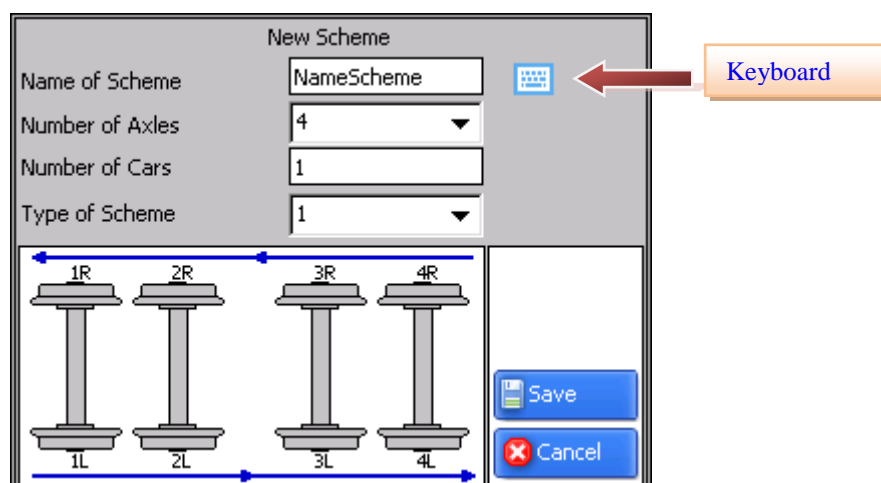 New Scheme
Name of Scheme NameScheme
Keyboard
Number of Axles 4
Number of Cars 1
Type of Scheme 1
1R 2R 3R 4R
1L 2L 3L 4L
Save
Cancel